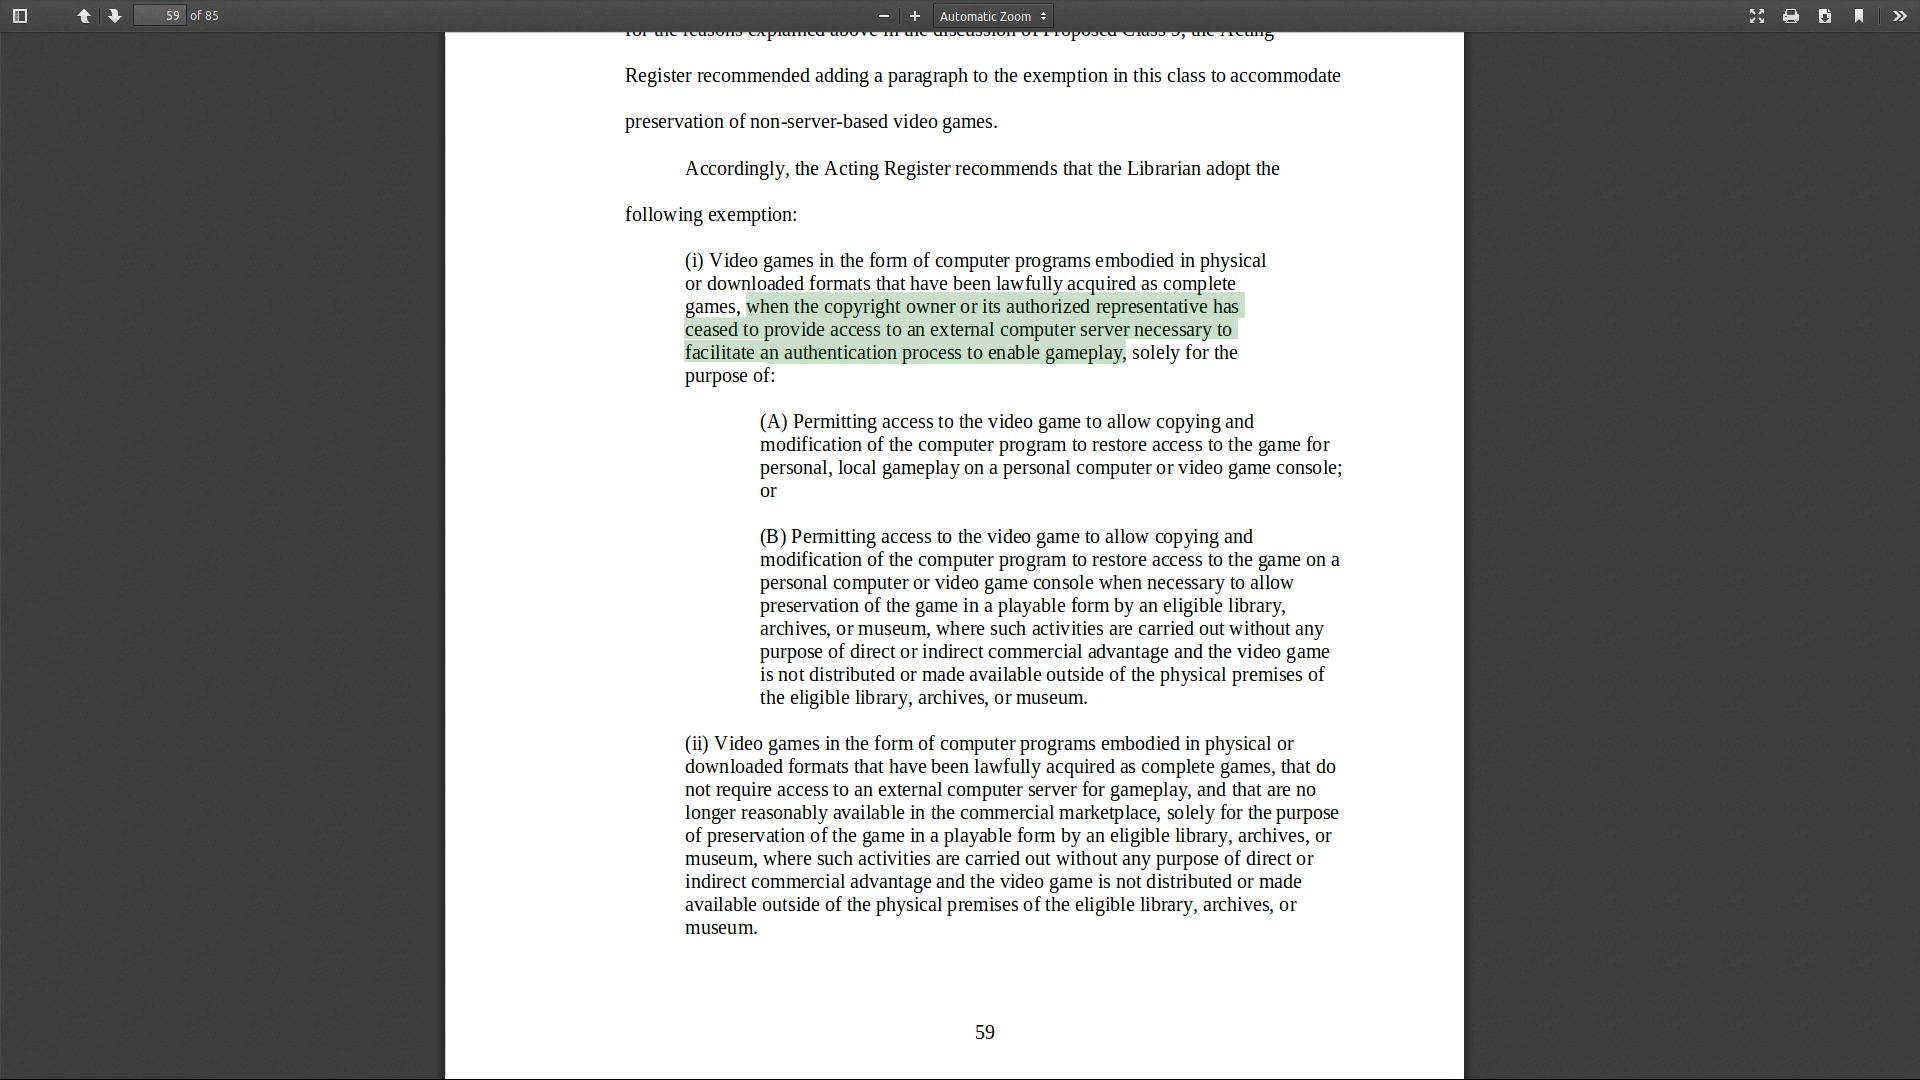 59 of 85
Automatic Zoom
for the reasons explained above in the discussion of Proposed Class 9, the Acting
Register recommended adding a paragraph to the exemption in this class to accommodate
preservation of non-server-based video games.
Accordingly, the Acting Register recommends that the Librarian adopt the
following exemption:
(i) Video games in the form of computer programs embodied in physical
or downloaded formats that have been lawfully acquired as complete
games, when the copyright owner or its authorized representative has
ceased to provide access to an external computer server necessary to
facilitate an authentication process to enable gameplay, solely for the
purpose of:
(A) Permitting access to the video game to allow copying and
modification of the computer program to restore access to the game for
personal, local gameplay on a personal computer or video game console;
or
(B) Permitting access to the video game to allow copying and
modification of the computer program to restore access to the game on a
personal computer or video game console when necessary to allow
preservation of the game in a playable form by an eligible library,
archives, or museum, where such activities are carried out without any
purpose of direct or indirect commercial advantage and the video game
is not distributed or made available outside of the physical premises of
the eligible library, archives, or museum.
(ii) Video games in the form of computer programs embodied in physical or
downloaded formats that have been lawfully acquired as complete games, that do
not require access to an external computer server for gameplay, and that are no
longer reasonably available in the commercial marketplace, solely for the purpose
of preservation of the game in a playable form by an eligible library, archives, or
museum, where such activities are carried out without any purpose of direct or
indirect commercial advantage and the video game is not distributed or made
available outside of the physical premises of the eligible library, archives, or
museum.
59